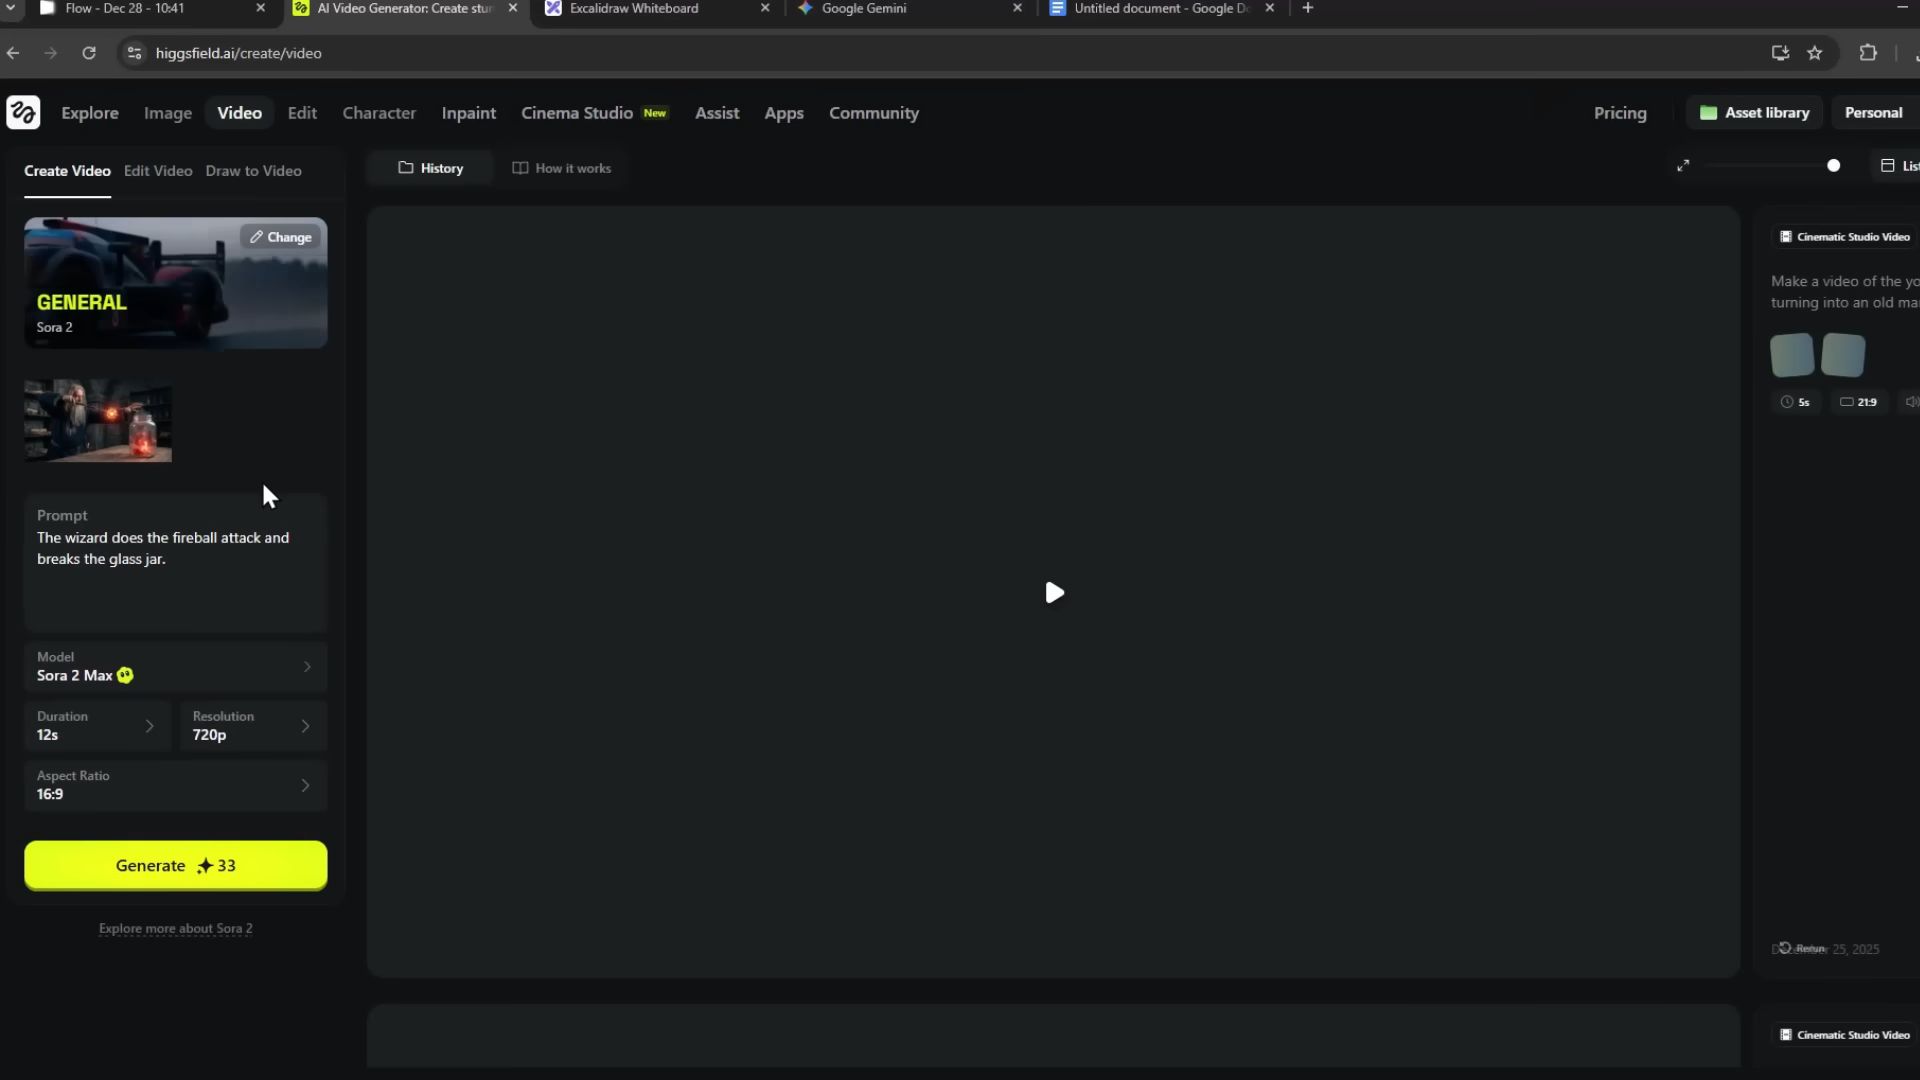 Flow - Dec 28 - 10:41
AI Video Generator: Create stu
Excalidraw Whiteboard
Google Gemini
Untitled document - Google D
higgsfield.ai/create/video
Explore
Image
Video
Edit
Character
Inpaint
Cinema Studio New
Assist
Apps
Community
Pricing
Asset library
Personal
Create Video
Edit Video
Draw to Video
History
How it works
Lis
Change
GENERAL
Sora 2
Prompt
The wizard does the fireball attack and
breaks the glass jar.
Model
Sora 2 Max
Duration
12s
Resolution
720p
Aspect Ratio
16:9
Generate 33
Explore more about Sora 2
Cinematic Studio Video
Make a video of the yo
turning into an old ma
5s
21:9
Rerun
December 25, 2025
Cinematic Studio Video